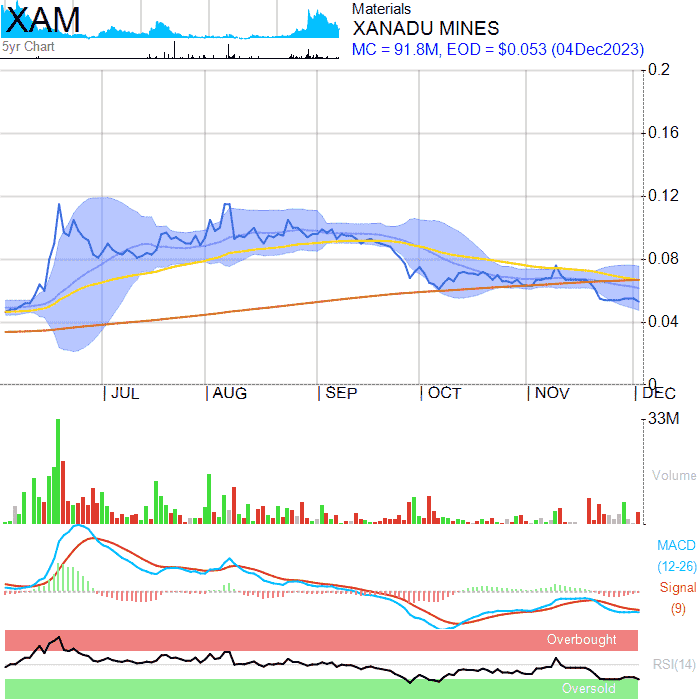 XAM
Materials
XANADU MINES
5yr Chart
MC = 91.8M, EOD = $0.053 (04Dec2023)
0.2
0.16
0.12
0.08
0.04
0
JUL AUG SEP OCT NOV DEC
33M
Volume
MACD
(12-26)
Signal
(9)
Overbought
RSI(14)
Oversold